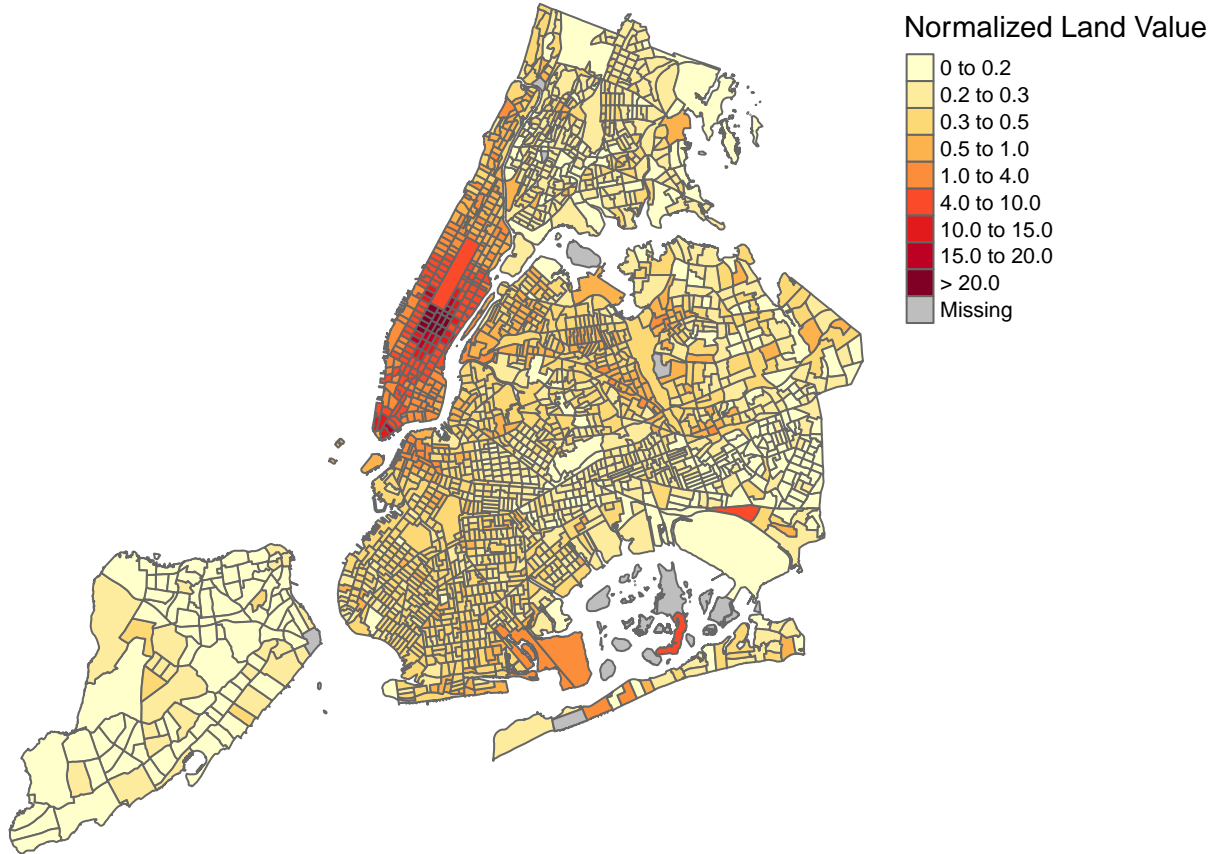 Normalized Land Value
0 to 0.2
0.2 to 0.3
0.3 to 0.5
0.5 to 1.0
1.0 to 4.0
4.0 to 10.0
10.0 to 15.0
15.0 to 20.0
> 20.0
Missing